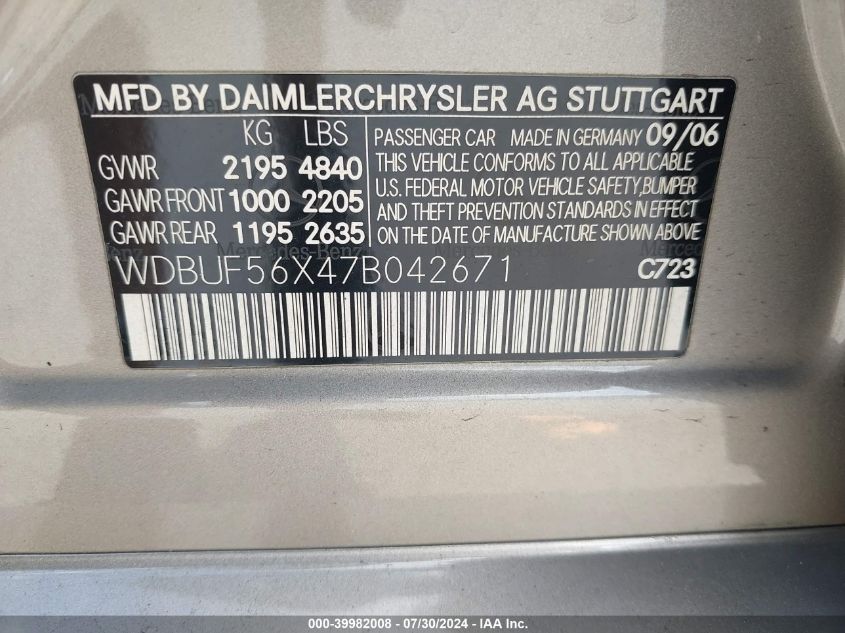 MFD BY DAIMLERCHRYSLER AG STUTTGART
KG LBS
GVWR 2195 4840
GAWR FRONT 1000 2205
GAWR REAR 1195 2635
PASSENGER CAR MADE IN GERMANY 09/06
THIS VEHICLE CONFORMS TO ALL APPLICABLE
U.S. FEDERAL MOTOR VEHICLE SAFETY, BUMPER
AND THEFT PREVENTION STANDARDS IN EFFECT
ON THE DATE OF MANUFACTURE SHOWN ABOVE
Mercedes-Benz
WDBUF56X47B042671 C723
000-39982008 - 07/30/2024 - IAA Inc.